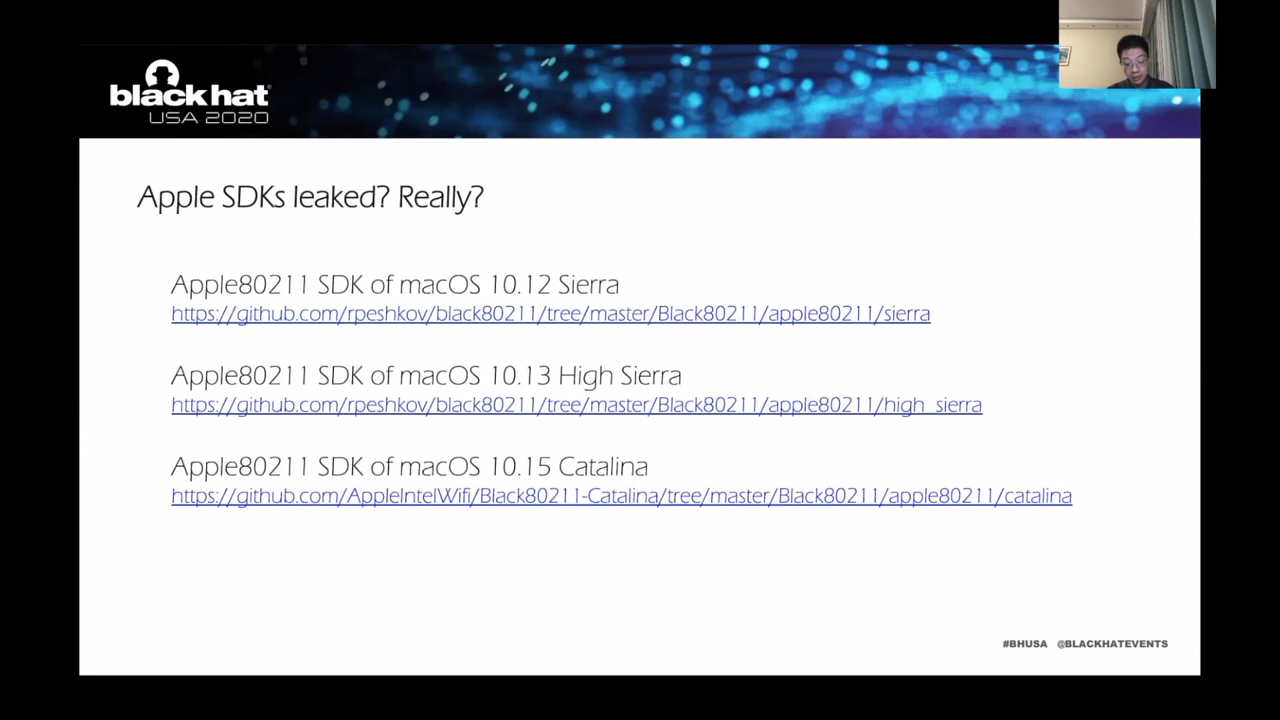 black hat
USA 2020
Apple SDKs leaked? Really?
Apple80211 SDK of macOS 10.12 Sierra
https://github.com/rpeshkov/black80211/tree/master/Black80211/apple80211/sierra
Apple80211 SDK of macOS 10.13 High Sierra
https://github.com/rpeshkov/black80211/tree/master/Black80211/apple80211/high_sierra
Apple80211 SDK of macOS 10.15 Catalina
https://github.com/AppleIntelWifi/Black80211-Catalina/tree/master/Black80211/apple80211/catalina
#BHUSA @BLACKHATEVENTS